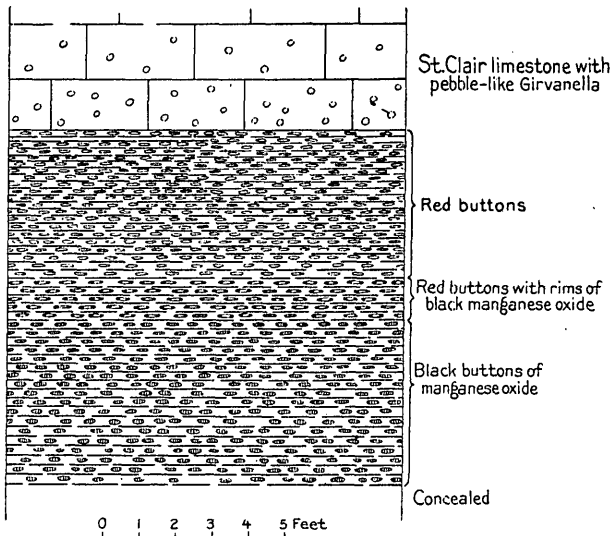 St. Clair limestone with
pebble-like Girvanella
Red buttons
Red buttons with rims of
black manganese oxide
Black buttons of
manganese oxide
Concealed
0 1 2 3 4 5 Feet